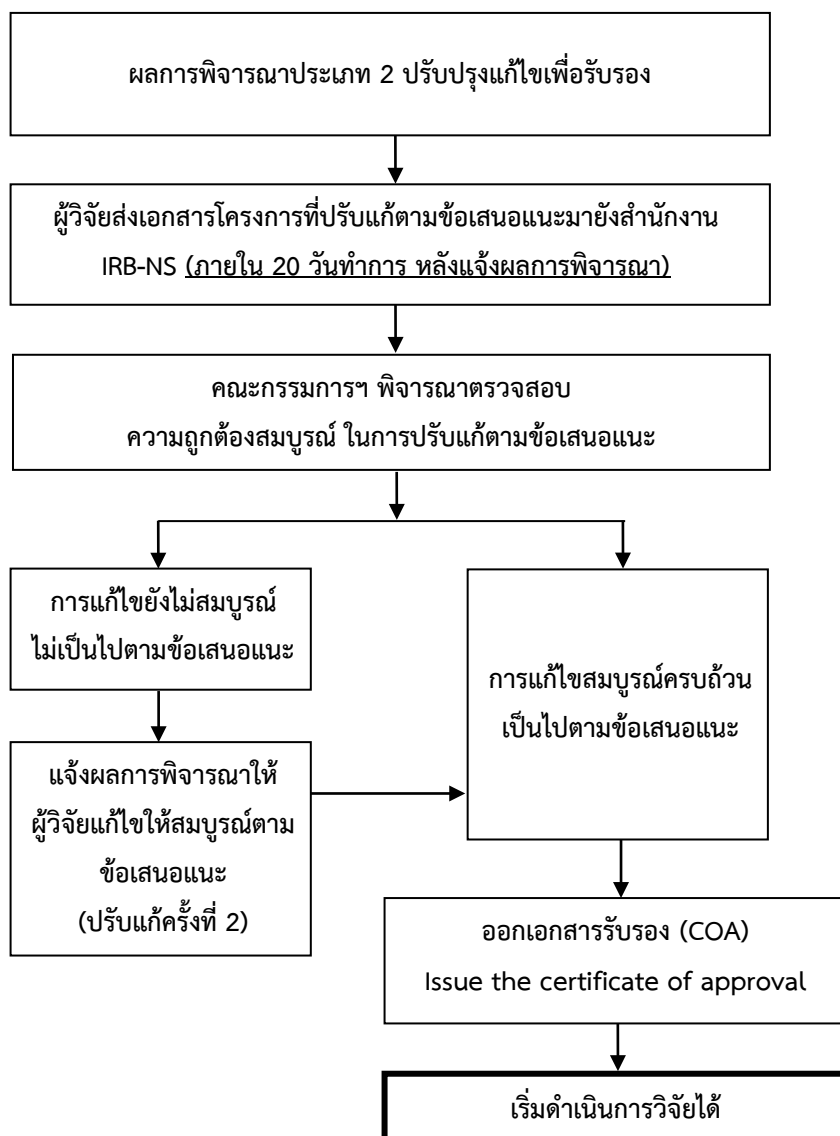 ผลการพิจารณาประเภท 2 ปรับปรุงแก้ไขเพื่อรับรอง
ผู้วิจัยส่งเอกสารโครงการที่ปรับแก้ตามข้อเสนอแนะมายังสำนักงาน
IRB-NS (ภายใน 20 วันทำการ หลังแจ้งผลการพิจารณา)
คณะกรรมการฯ พิจารณาตรวจสอบ
ความถูกต้องสมบูรณ์ ในการปรับแก้ตามข้อเสนอแนะ
การแก้ไขยังไม่สมบูรณ์
ไม่เป็นไปตามข้อเสนอแนะ
แจ้งผลการพิจารณาให้
ผู้วิจัยแก้ไขให้สมบูรณ์ตาม
ข้อเสนอแนะ
(ปรับแก้ครั้งที่ 2)
การแก้ไขสมบูรณ์ครบถ้วน
เป็นไปตามข้อเสนอแนะ
ออกเอกสารรับรอง (COA)
Issue the certificate of approval
เริ่มดำเนินการวิจัยได้